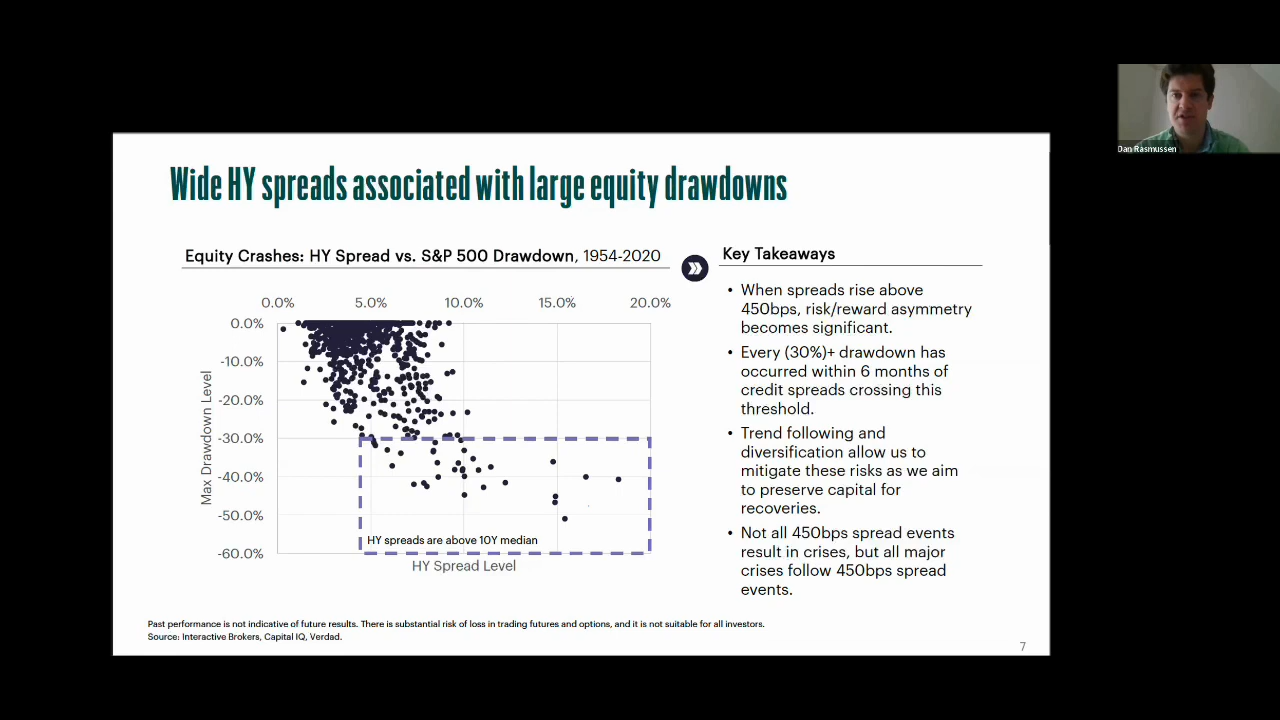 Dan Rasmussen
Wide HY spreads associated with large equity drawdowns
Equity Crashes: HY Spread vs. S&P 500 Drawdown, 1954-2020
0.0% 5.0% 10.0% 15.0% 20.0%
0.0%
-10.0%
-20.0%
-30.0%
-40.0%
-50.0%
-60.0%
Max Drawdown Level
HY spreads are above 10Y median
HY Spread Level
Key Takeaways
• When spreads rise above
450bps, risk/reward asymmetry
becomes significant.
• Every (30%)+ drawdown has
occurred within 6 months of
credit spreads crossing this
threshold.
• Trend following and
diversification allow us to
mitigate these risks as we aim
to preserve capital for
recoveries.
• Not all 450bps spread events
result in crises, but all major
crises follow 450bps spread
events.
Past performance is not indicative of future results. There is substantial risk of loss in trading futures and options, and it is not suitable for all investors.
Source: Interactive Brokers, Capital IQ, Verdad.
7